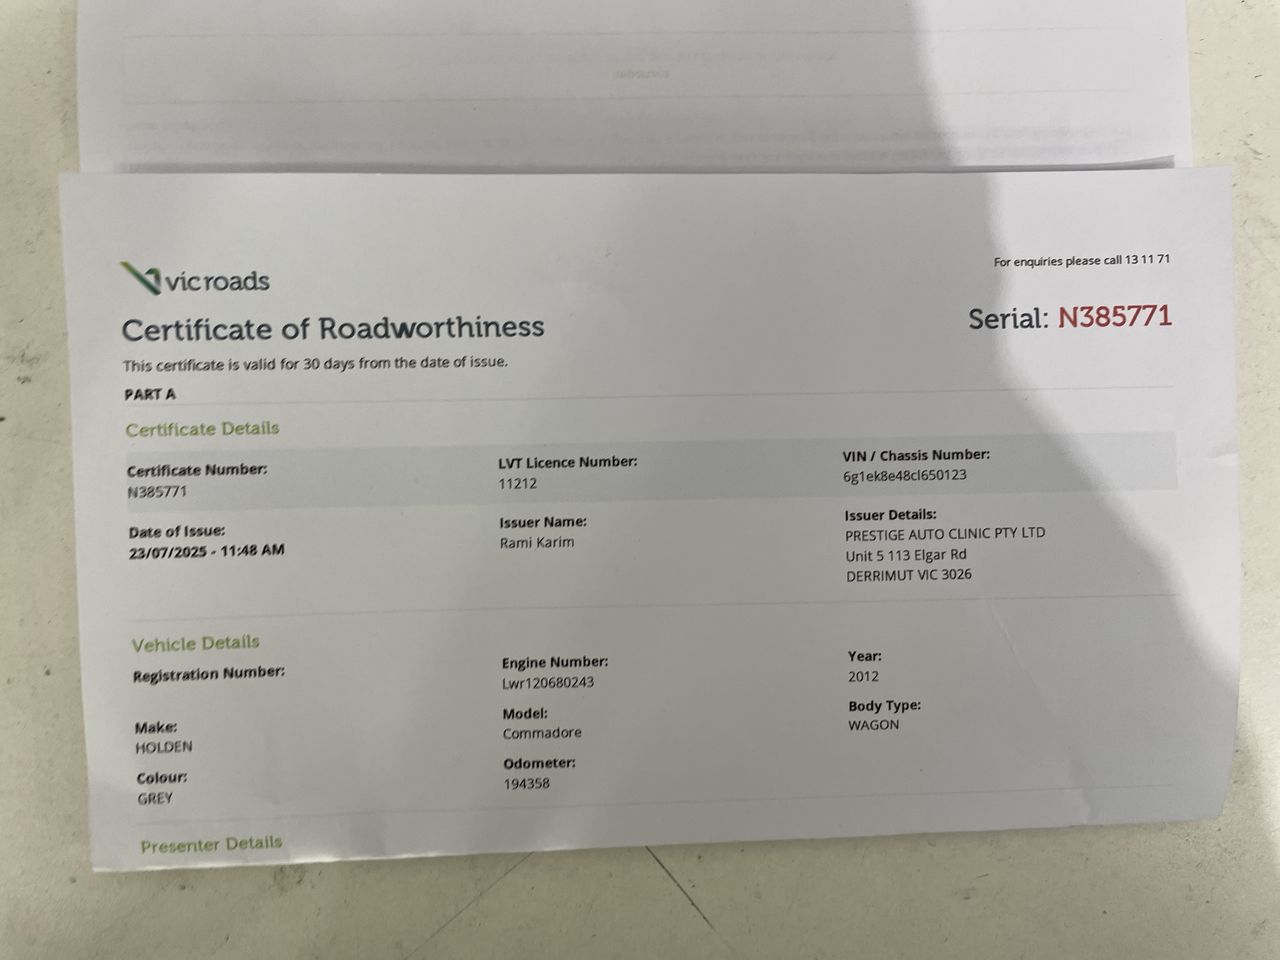 vicroads
For enquiries please call 13 11 71
Certificate of Roadworthiness
Serial: N385771
This certificate is valid for 30 days from the date of issue.
PART A
Certificate Details
Certificate Number:
N385771
LVT Licence Number:
11212
VIN / Chassis Number:
6g1ek8e48cl650123
Date of Issue:
23/07/2025 - 11:48 AM
Issuer Name:
Rami Karim
Issuer Details:
PRESTIGE AUTO CLINIC PTY LTD
Unit 5 113 Elgar Rd
DERRIMUT VIC 3026
Vehicle Details
Registration Number:
Engine Number:
Lwr120680243
Year:
2012
Make:
HOLDEN
Model:
Commadore
Body Type:
WAGON
Colour:
GREY
Odometer:
194358
Presenter Details